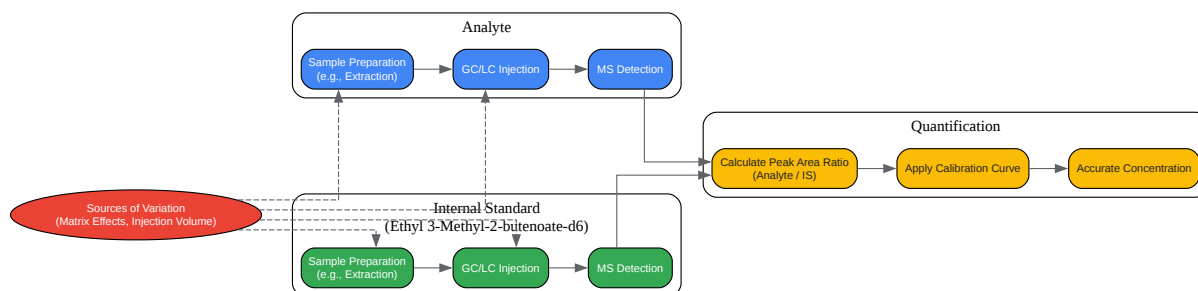 Analyte
Sample Preparation
(e.g., Extraction)
GC/LC Injection
MS Detection
Quantification
Calculate Peak Area Ratio
(Analyte / IS)
Apply Calibration Curve
Accurate Concentration
Sources of Variation
(Matrix Effects, Injection Volume)
Internal Standard
(Ethyl 3-Methyl-2-butenoate-d6)
Sample Preparation
(e.g., Extraction)
GC/LC Injection
MS Detection